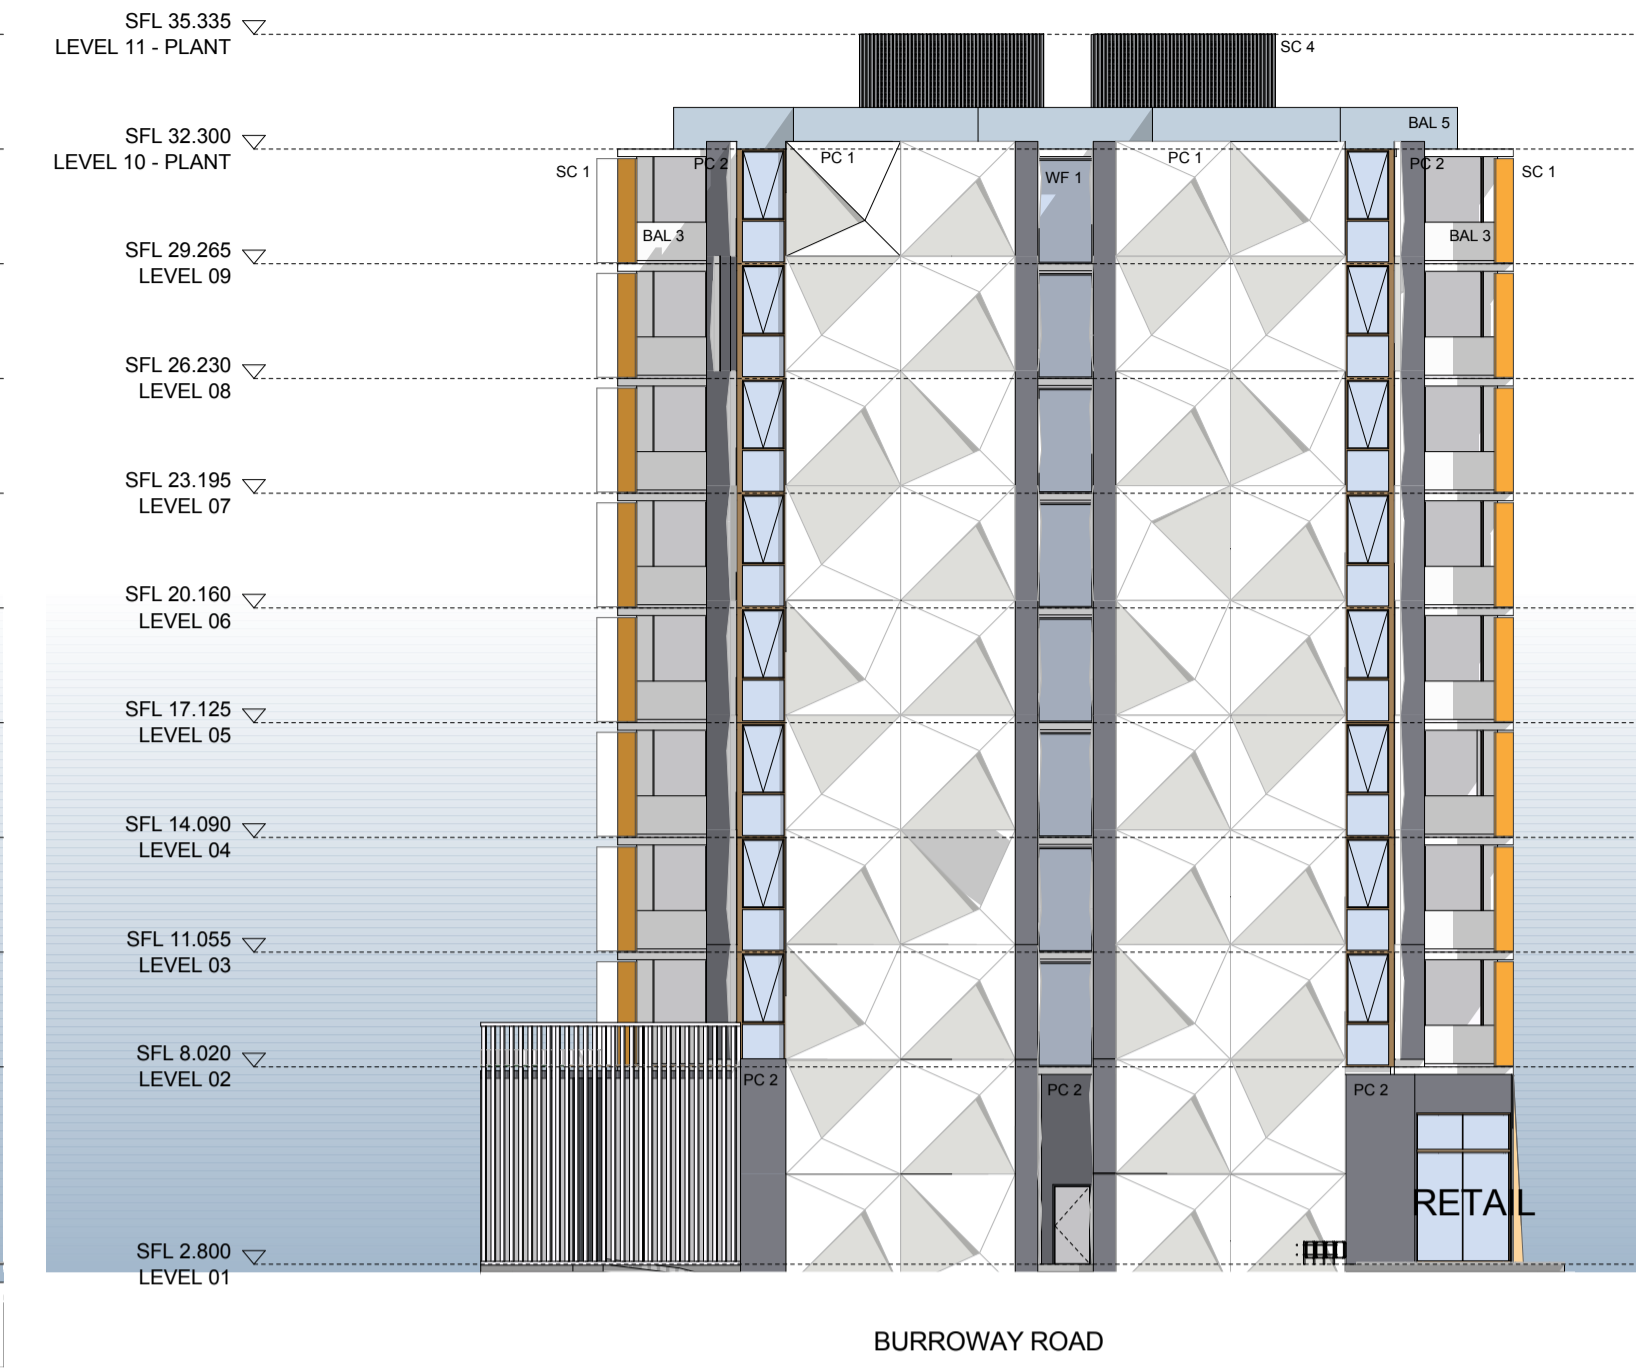 SFL 35.335
LEVEL 11 - PLANT
SC 4
BAL 5
SFL 32.300
LEVEL 10 - PLANT
SC 1
PC 2
PC 1
WF 1
PC 1
PC 2
SC 1
BAL 3
BAL 3
SFL 29.265
LEVEL 09
SFL 26.230
LEVEL 08
SFL 23.195
LEVEL 07
SFL 20.160
LEVEL 06
SFL 17.125
LEVEL 05
SFL 14.090
LEVEL 04
SFL 11.055
LEVEL 03
SFL 8.020
LEVEL 02
PC 2
PC 2
PC 2
RETAIL
SFL 2.800
LEVEL 01
BURROWAY ROAD